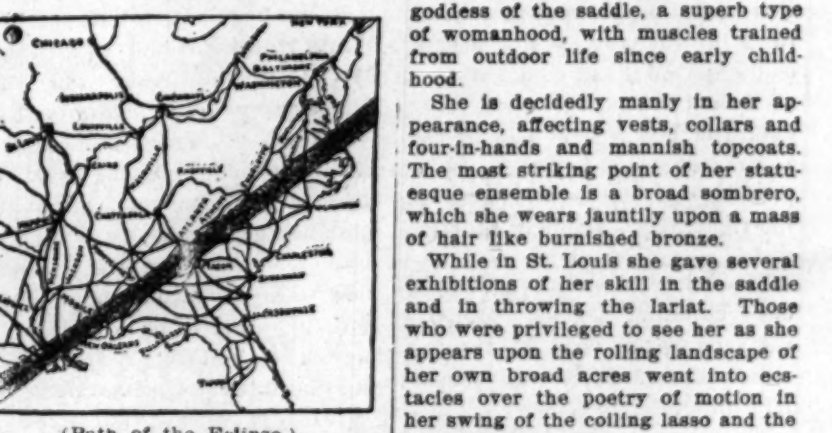 NEW YORK
CHICAGO
PHILADELPHIA
BALTIMORE
WASHINGTON
INDIANAPOLIS
LOUISVILLE
CAIRO
NASHVILLE
CHARLESTON
JACKSONVILLE
NEW ORLEANS
(Path of the Eclipse.)
goddess of the saddle, a superb type
of womanhood, with muscles trained
from outdoor life since early child-
hood.
She is decidedly manly in her ap-
pearance, affecting vests, collars and
four-in-hands and mannish topcoats.
The most striking point of her statu-
esque ensemble is a broad sombrero,
which she wears jauntily upon a mass
of hair like burnished bronze.
While in St. Louis she gave several
exhibitions of her skill in the saddle
and in throwing the lariat. Those
who were privileged to see her as she
appears upon the rolling landscape of
her own broad acres went into ecs-
tacies over the poetry of motion in
her swing of the coiling lasso and the